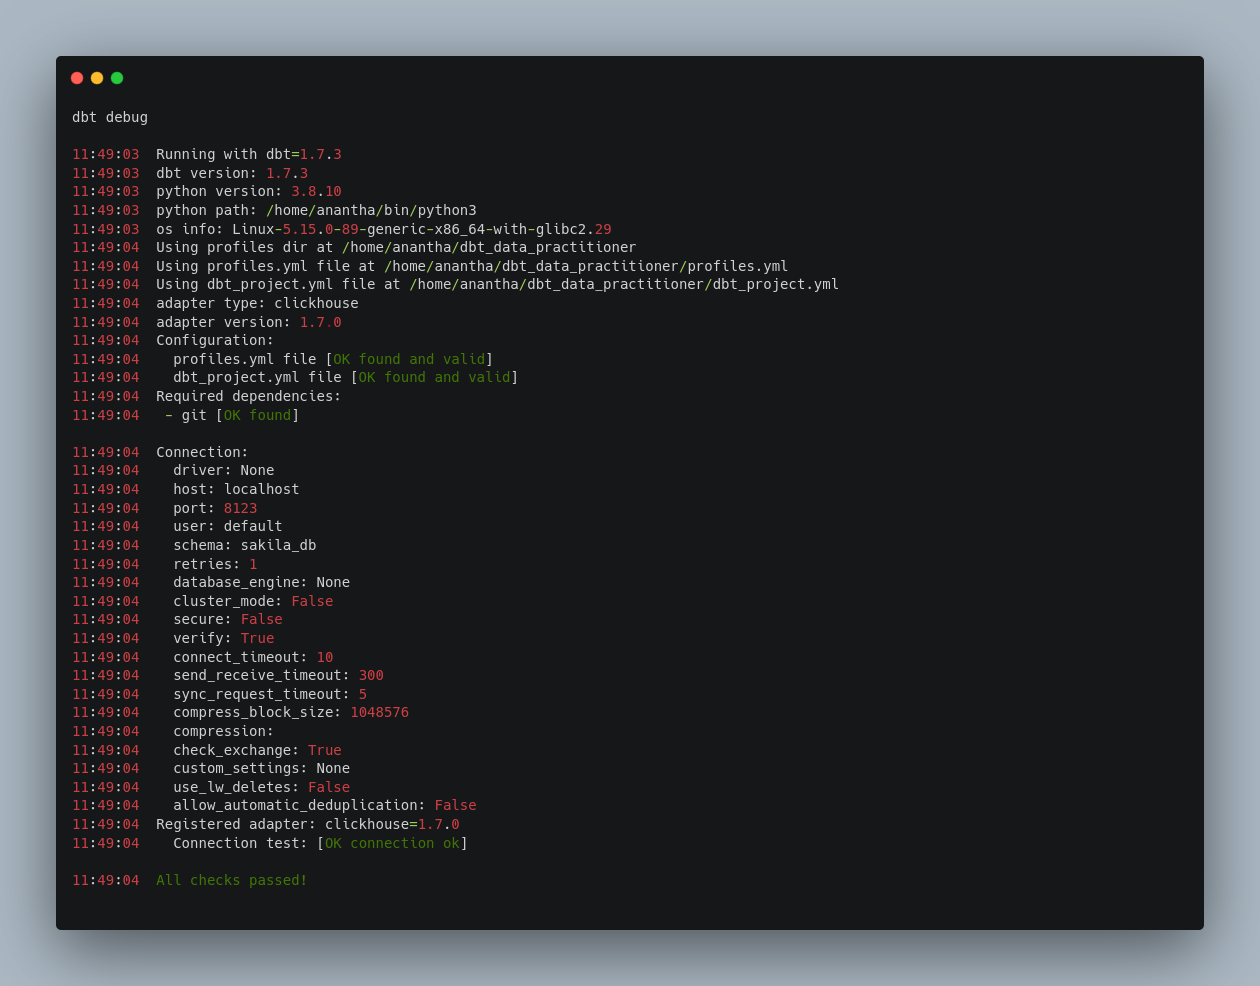 dbt debug
11:49:03  Running with dbt=1.7.3
11:49:03  dbt version: 1.7.3
11:49:03  python version: 3.8.10
11:49:03  python path: /home/anantha/bin/python3
11:49:03  os info: Linux-5.15.0-89-generic-x86_64-with-glibc2.29
11:49:04  Using profiles dir at /home/anantha/dbt_data_practitioner
11:49:04  Using profiles.yml file at /home/anantha/dbt_data_practitioner/profiles.yml
11:49:04  Using dbt_project.yml file at /home/anantha/dbt_data_practitioner/dbt_project.yml
11:49:04  adapter type: clickhouse
11:49:04  adapter version: 1.7.0
11:49:04  Configuration:
11:49:04    profiles.yml file [OK found and valid]
11:49:04    dbt_project.yml file [OK found and valid]
11:49:04  Required dependencies:
11:49:04   - git [OK found]
11:49:04  Connection:
11:49:04    driver: None
11:49:04    host: localhost
11:49:04    port: 8123
11:49:04    user: default
11:49:04    schema: sakila_db
11:49:04    retries: 1
11:49:04    database_engine: None
11:49:04    cluster_mode: False
11:49:04    secure: False
11:49:04    verify: True
11:49:04    connect_timeout: 10
11:49:04    send_receive_timeout: 300
11:49:04    sync_request_timeout: 5
11:49:04    compress_block_size: 1048576
11:49:04    compression:
11:49:04    check_exchange: True
11:49:04    custom_settings: None
11:49:04    use_lw_deletes: False
11:49:04    allow_automatic_deduplication: False
11:49:04  Registered adapter: clickhouse=1.7.0
11:49:04    Connection test: [OK connection ok]
11:49:04  All checks passed!